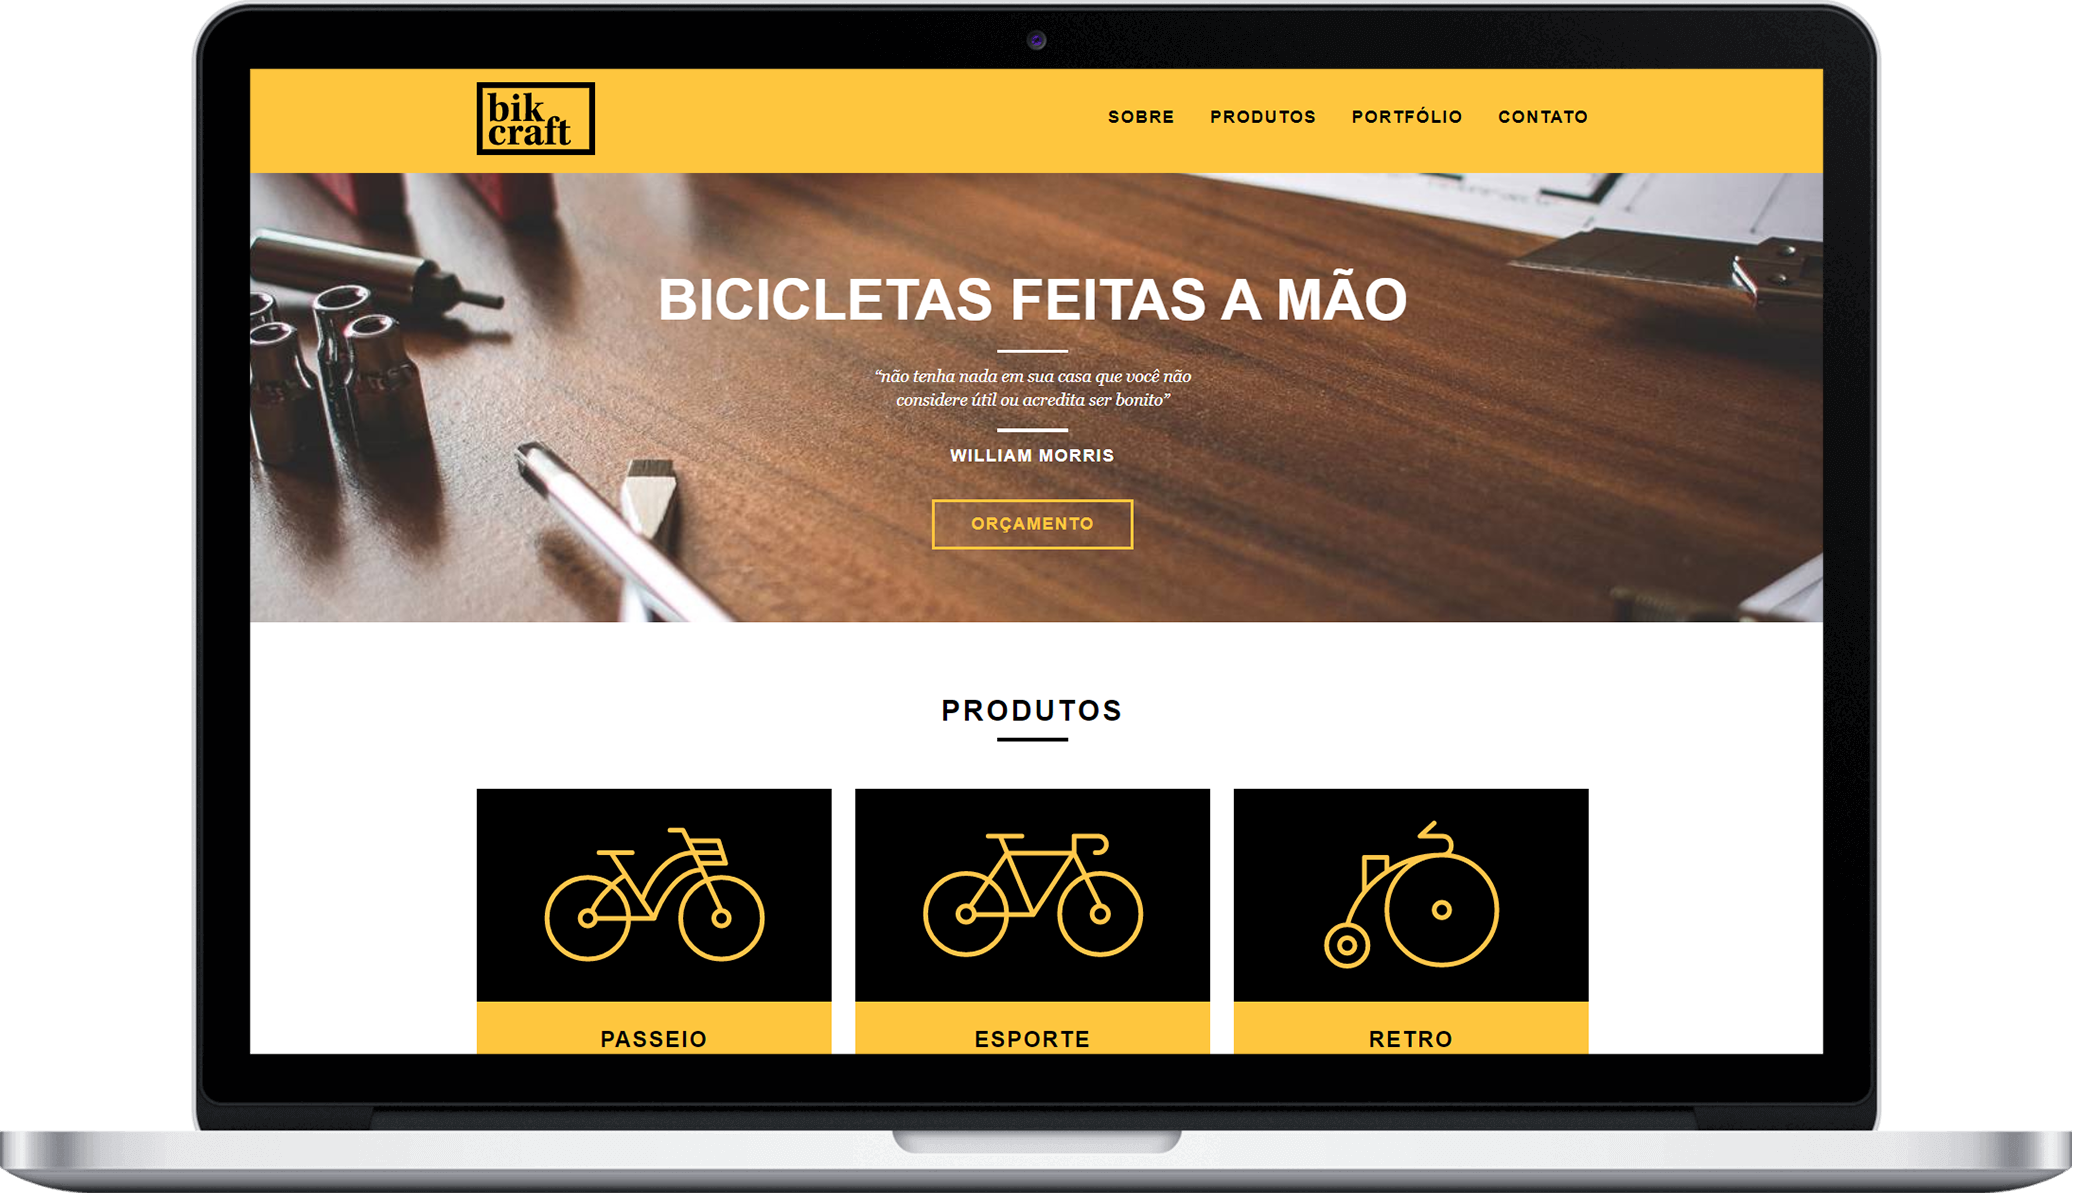 bik
craft
SOBRE PRODUTOS PORTFÓLIO CONTATO
BICICLETAS FEITAS A MÃO
“não tenha nada em sua casa que você não
considere útil ou acredita ser bonito”
WILLIAM MORRIS
ORÇAMENTO
PRODUTOS
PASSEIO
ESPORTE
RETRO